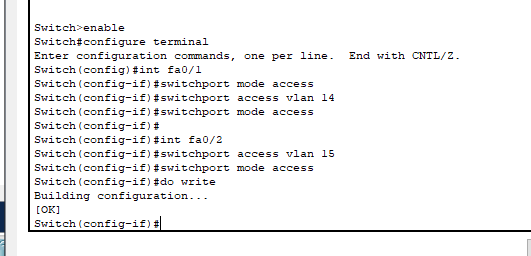 Switch>enable
Switch#configure terminal
Enter configuration commands, one per line.  End with CNTL/Z.
Switch(config)#int fa0/1
Switch(config-if)#switchport mode access
Switch(config-if)#switchport access vlan 14
Switch(config-if)#switchport mode access
Switch(config-if)#
Switch(config-if)#int fa0/2
Switch(config-if)#switchport access vlan 15
Switch(config-if)#switchport mode access
Switch(config-if)#do write
Building configuration...
[OK]
Switch(config-if)#